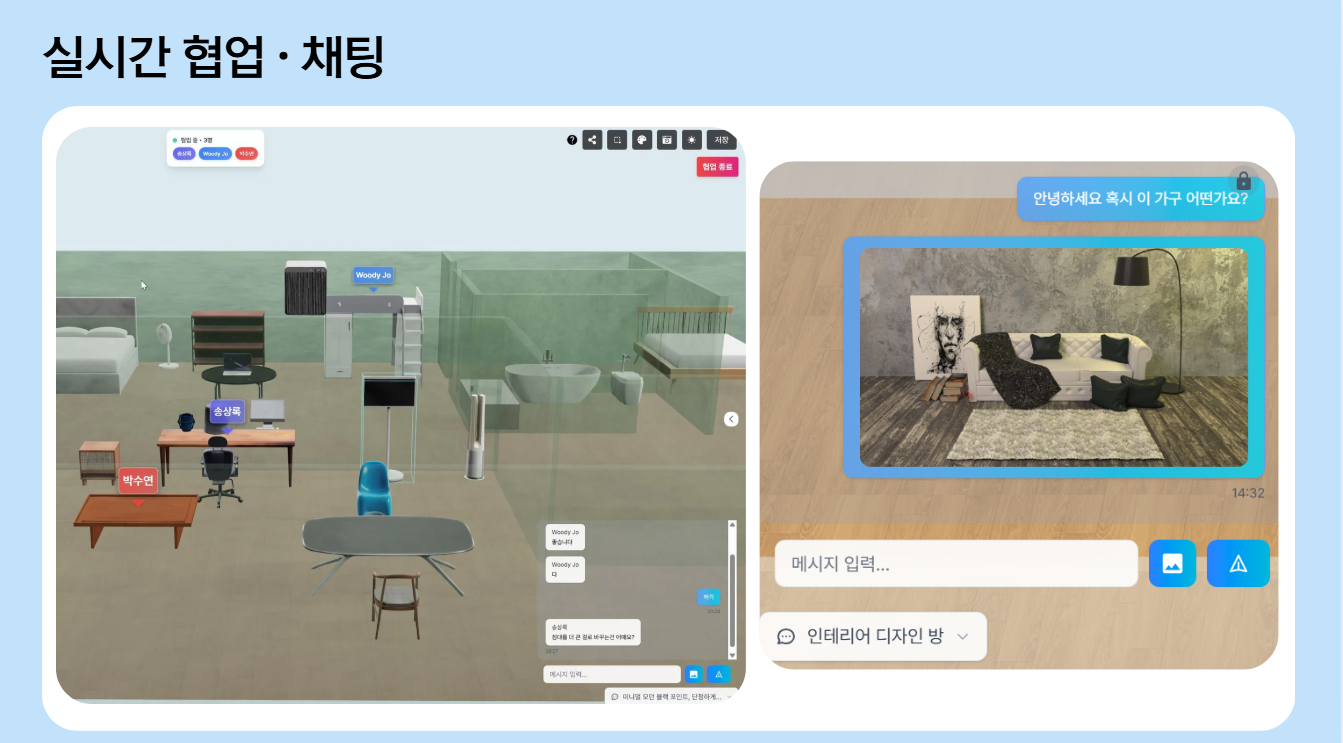 실시간 협업 · 채팅
협업 중 • 3명
송상록 Woody Jo 박수연
저장
협업 종료
Woody Jo
송상록
박수연
Woody Jo
좋습니다
Woody Jo
다
송상록
침대를 더 큰 걸로 바꾸는건 어때요?
메시지 입력...
미니멀 모던 블랙 포인트, 단정하게...
안녕하세요 혹시 이 가구 어떤가요?
14:32
메시지 입력...
인테리어 디자인 방